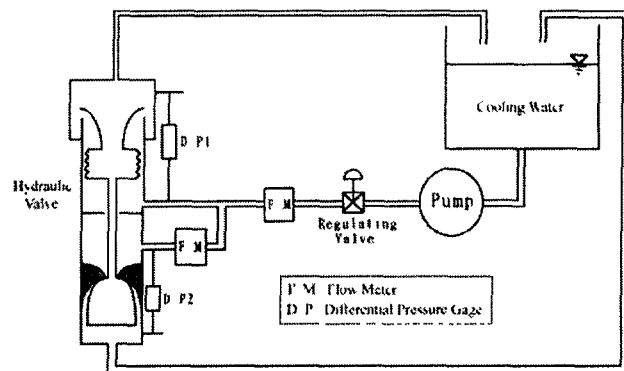 D P1
Cooling Water
Hydraulic
Valve
F M
Regulating
Valve
Pump
F M
D P2
F M Flow Meter
D P Differential Pressure Gage